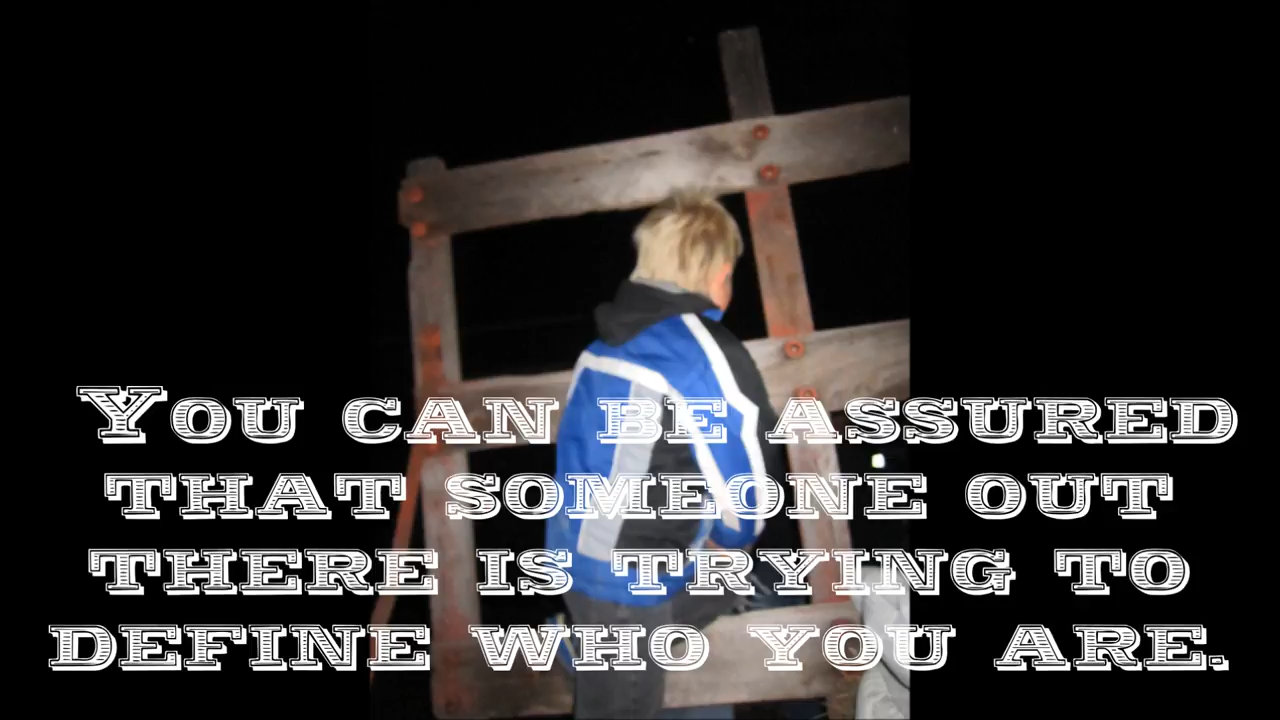 You can be assured
that someone out
there is trying to
define who you are.